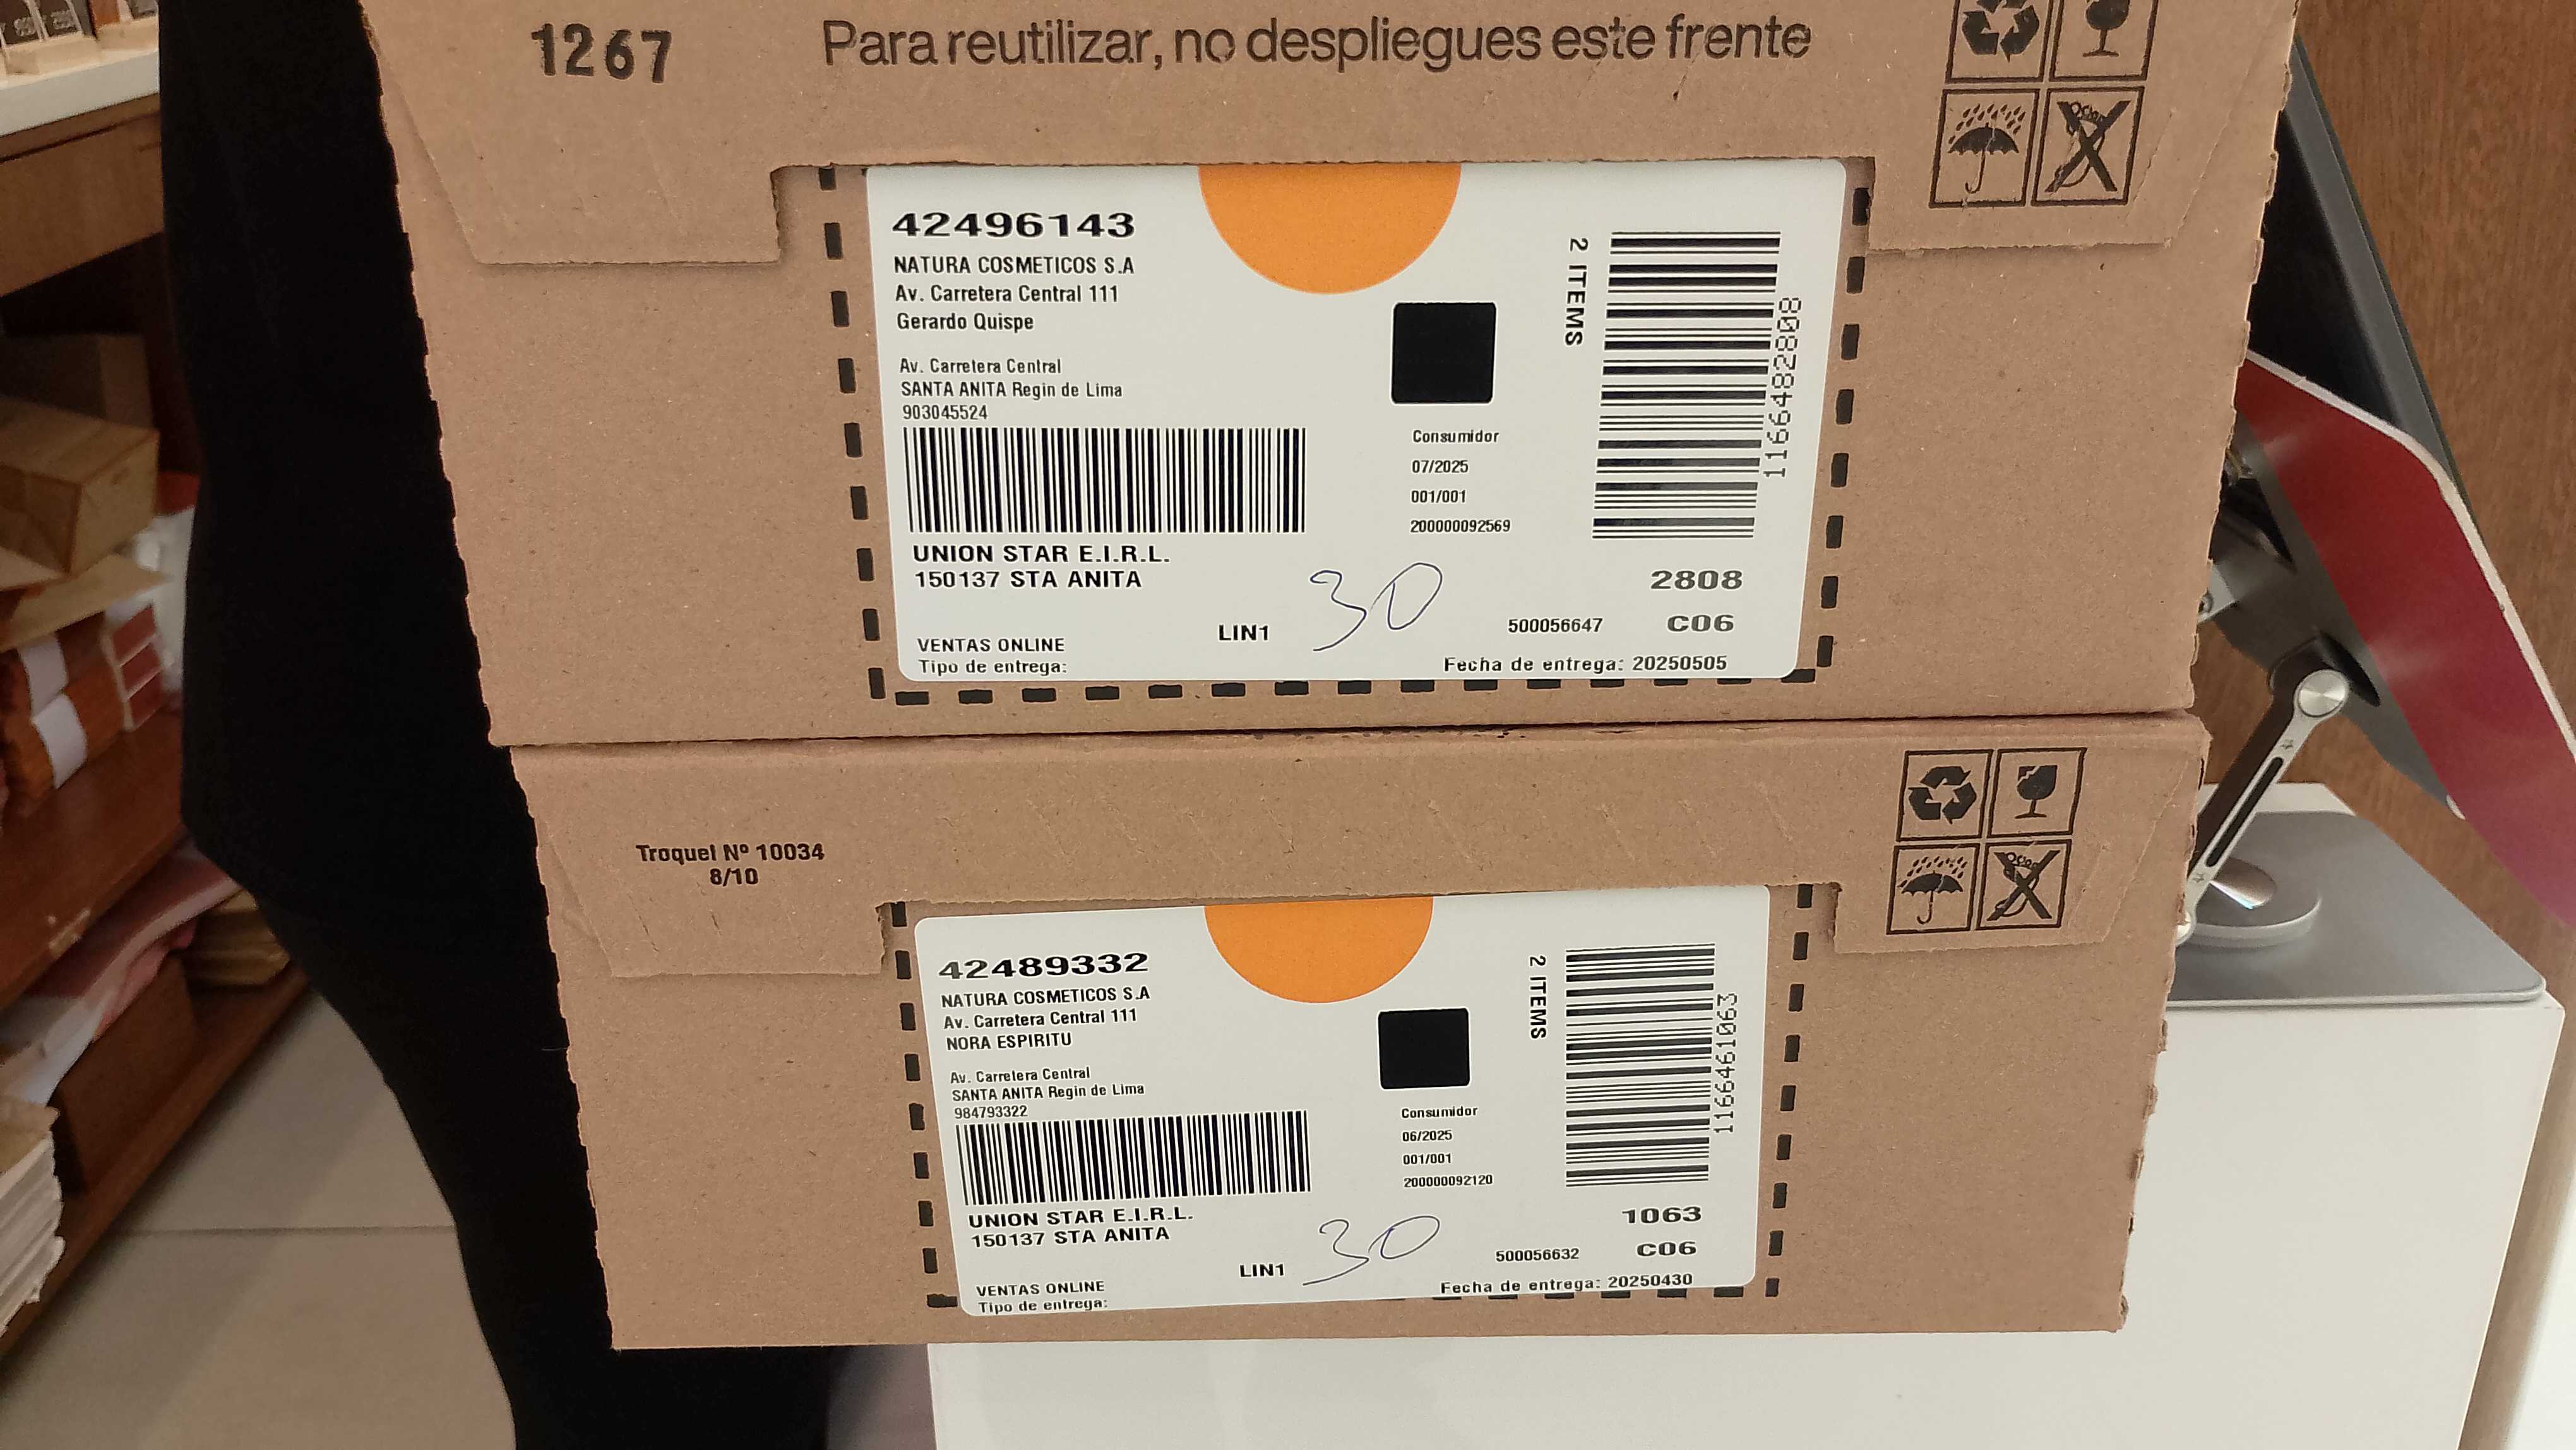 1267
Para reutilizar, no despliegues este frente
42496143
NATURA COSMETICOS S.A
Av. Carretera Central 111
Gerardo Quispe
Av. Carretera Central
SANTA ANITA Regin de Lima
903045524
UNION STAR E.I.R.L.
150137 STA ANITA
VENTAS ONLINE
Tipo de entrega:
LIN1
30
Consumidor
07/2025
001/001
200000092569
2 ITEMS
1166482808
2808
500056647 C06
Fecha de entrega: 20250505
Troquel Nº 10034
8/10
42489332
NATURA COSMETICOS S.A
Av. Carretera Central 111
NORA ESPIRITU
Av. Carretera Central
SANTA ANITA Regin de Lima
984793322
UNION STAR E.I.R.L.
150137 STA ANITA
VENTAS ONLINE
Tipo de entrega:
LIN1
30
Consumidor
06/2025
001/001
200000092120
2 ITEMS
1166461063
1063
500056632 C06
Fecha de entrega: 20250430